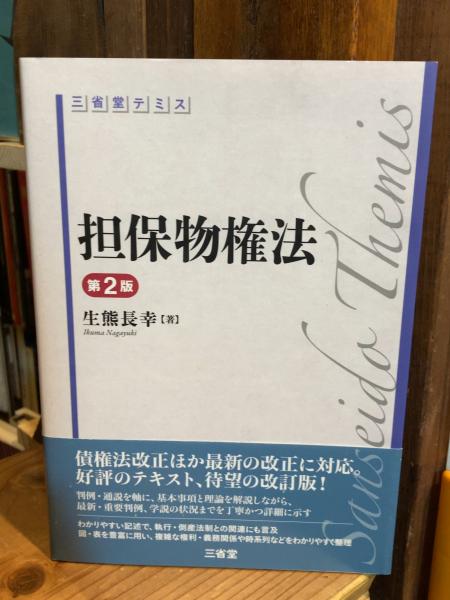 三省堂テミス
担保物権法
第2版
生熊長幸【著】
Ikuma Nagayuki
Sanseido Themis
債権法改正ほか最新の改正に対応。
好評のテキスト、待望の改訂版！
判例・通説を軸に、基本事項と理論を解説しながら、
最新・重要判例、学説の状況までを丁寧かつ詳細に示す
わかりやすい記述で、執行・倒産法制との関連にも言及
図・表を豊富に用い、複雑な権利・義務関係や時系列などをわかりやすく整理
三省堂